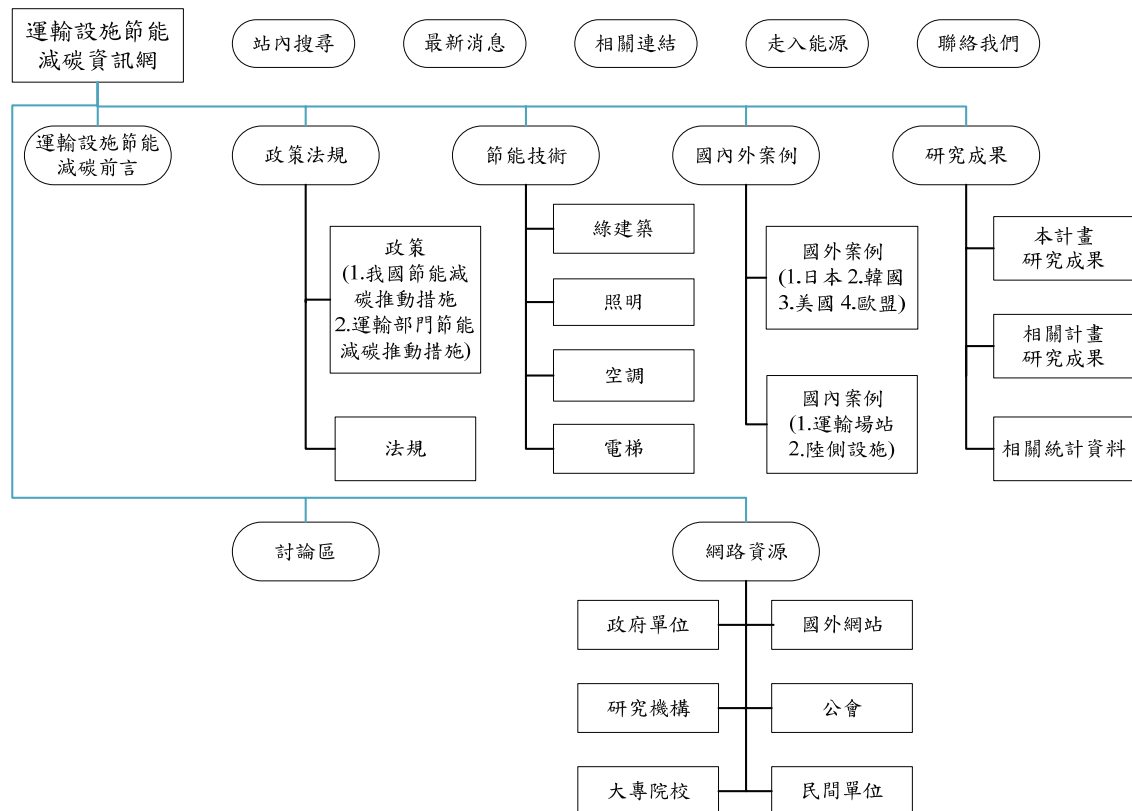 運輸設施節能
減碳資訊網
站內搜尋
最新消息
相關連結
走入能源
聯絡我們
運輸設施節能
減碳前言
政策法規
節能技術
國內外案例
研究成果
政策
(1.我國節能減
碳推動措施
2.運輸部門節能
減碳推動措施)
法規
綠建築
照明
空調
電梯
國外案例
(1.日本 2.韓國
3.美國 4.歐盟)
國內案例
(1.運輸場站
2.陸側設施)
本計畫
研究成果
相關計畫
研究成果
相關統計資料
討論區
網路資源
政府單位
國外網站
研究機構
公會
大專院校
民間單位